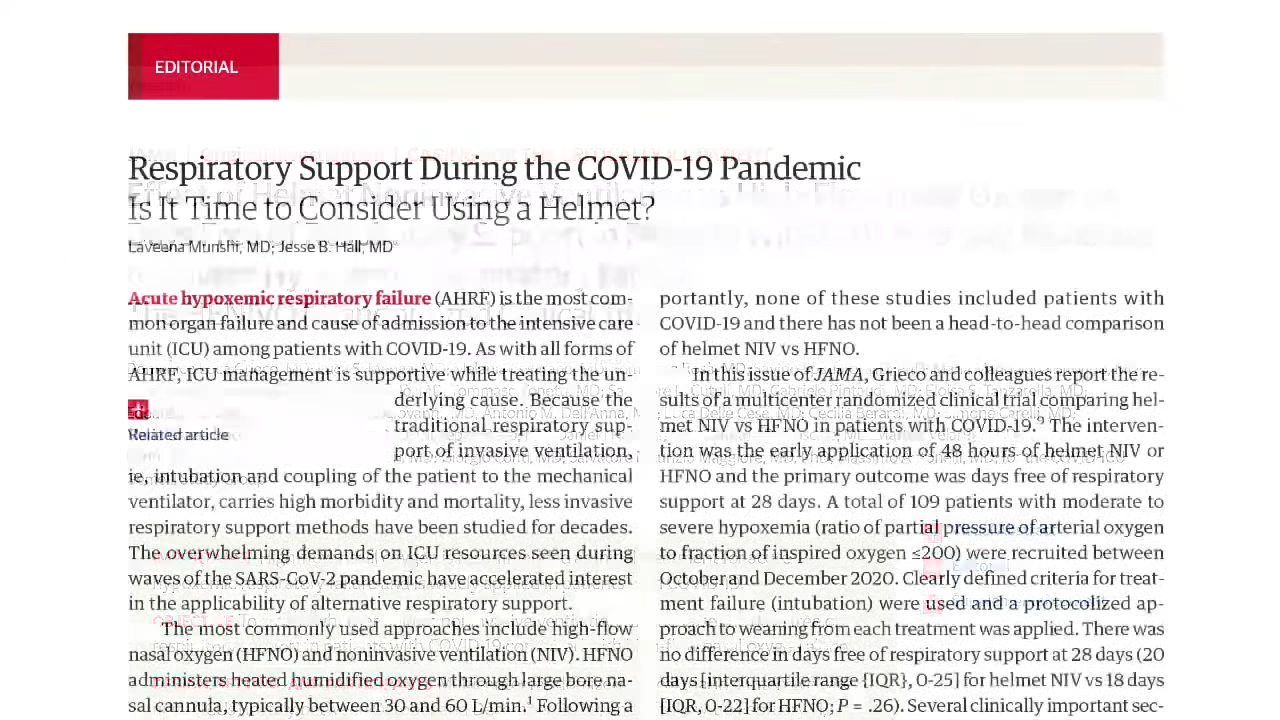 EDITORIAL
Respiratory Support During the COVID-19 Pandemic
Is It Time to Consider Using a Helmet?
Laveena Munshi, MD; Jesse B. Hall, MD
Acute hypoxemic respiratory failure (AHRF) is the most com-
mon organ failure and cause of admission to the intensive care
unit (ICU) among patients with COVID-19. As with all forms of
AHRF, ICU management is supportive while treating the un-
derlying cause. Because the
Related article
traditional respiratory sup-
port of invasive ventilation,
ie, intubation and coupling of the patient to the mechanical
ventilator, carries high morbidity and mortality, less invasive
respiratory support methods have been studied for decades.
The overwhelming demands on ICU resources seen during
waves of the SARS-CoV-2 pandemic have accelerated interest
in the applicability of alternative respiratory support.
The most commonly used approaches include high-flow
nasal oxygen (HFNO) and noninvasive ventilation (NIV). HFNO
administers heated humidified oxygen through large bore na-
sal cannula, typically between 30 and 60 L/min.1 Following a
portantly, none of these studies included patients with
COVID-19 and there has not been a head-to-head comparison
of helmet NIV vs HFNO.
In this issue of JAMA, Grieco and colleagues report the re-
sults of a multicenter randomized clinical trial comparing hel-
met NIV vs HFNO in patients with COVID-19.9 The interven-
tion was the early application of 48 hours of helmet NIV or
HFNO and the primary outcome was days free of respiratory
support at 28 days. A total of 109 patients with moderate to
severe hypoxemia (ratio of partial pressure of arterial oxygen
to fraction of inspired oxygen ≤200) were recruited between
October and December 2020. Clearly defined criteria for treat-
ment failure (intubation) were used and a protocolized ap-
proach to weaning from each treatment was applied. There was
no difference in days free of respiratory support at 28 days (20
days [interquartile range {IQR}, 0-25] for helmet NIV vs 18 days
[IQR, 0-22] for HFNO; P = .26). Several clinically important sec-